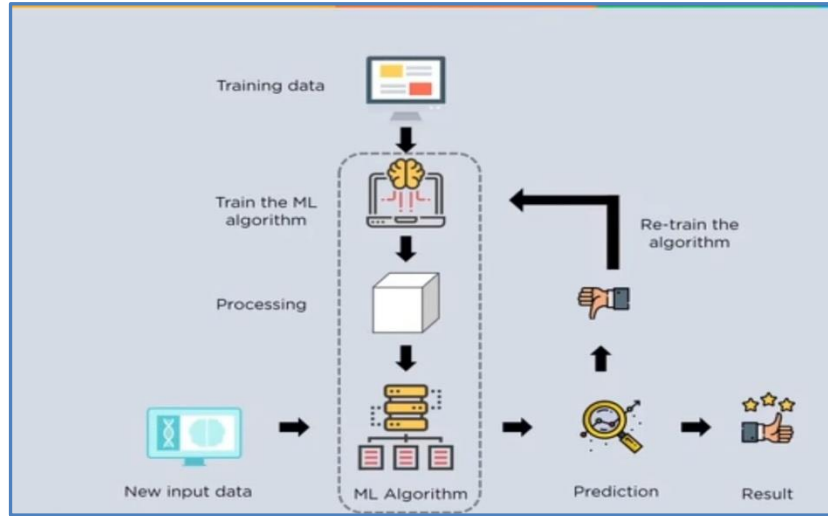 Training data
Train the ML
algorithm
Re-train the
algorithm
Processing
New input data
ML Algorithm
Prediction
Result